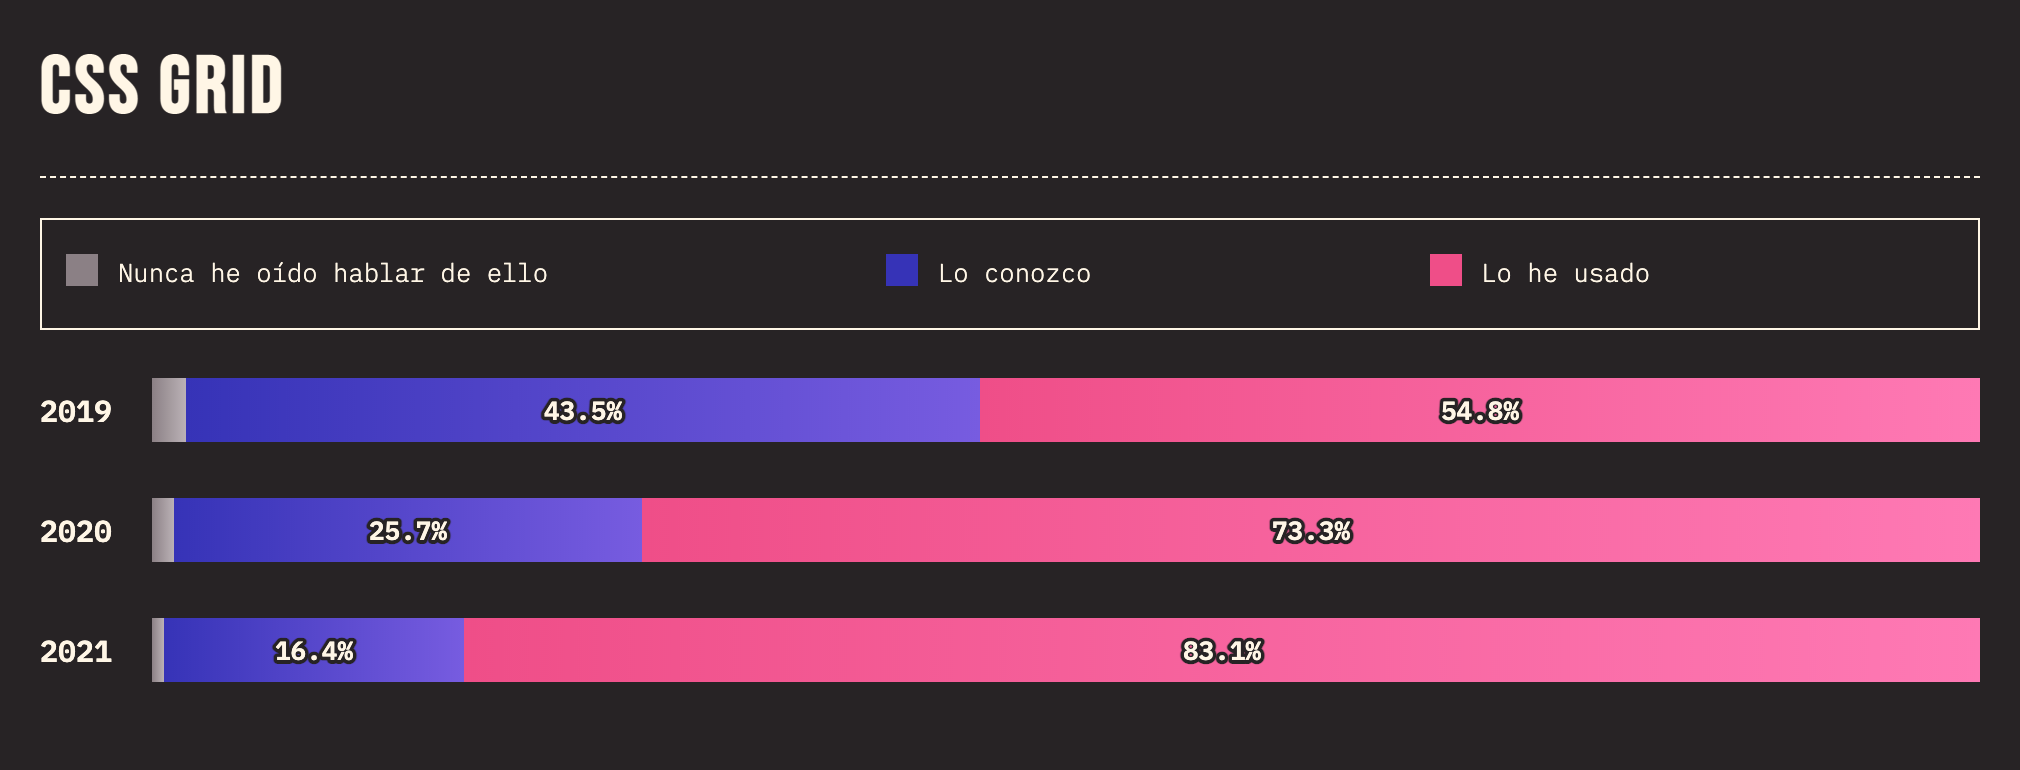 CSS GRID
Nunca he oído hablar de ello Lo conozco Lo he usado
2019 43.5% 54.8%
2020 25.7% 73.3%
2021 16.4% 83.1%